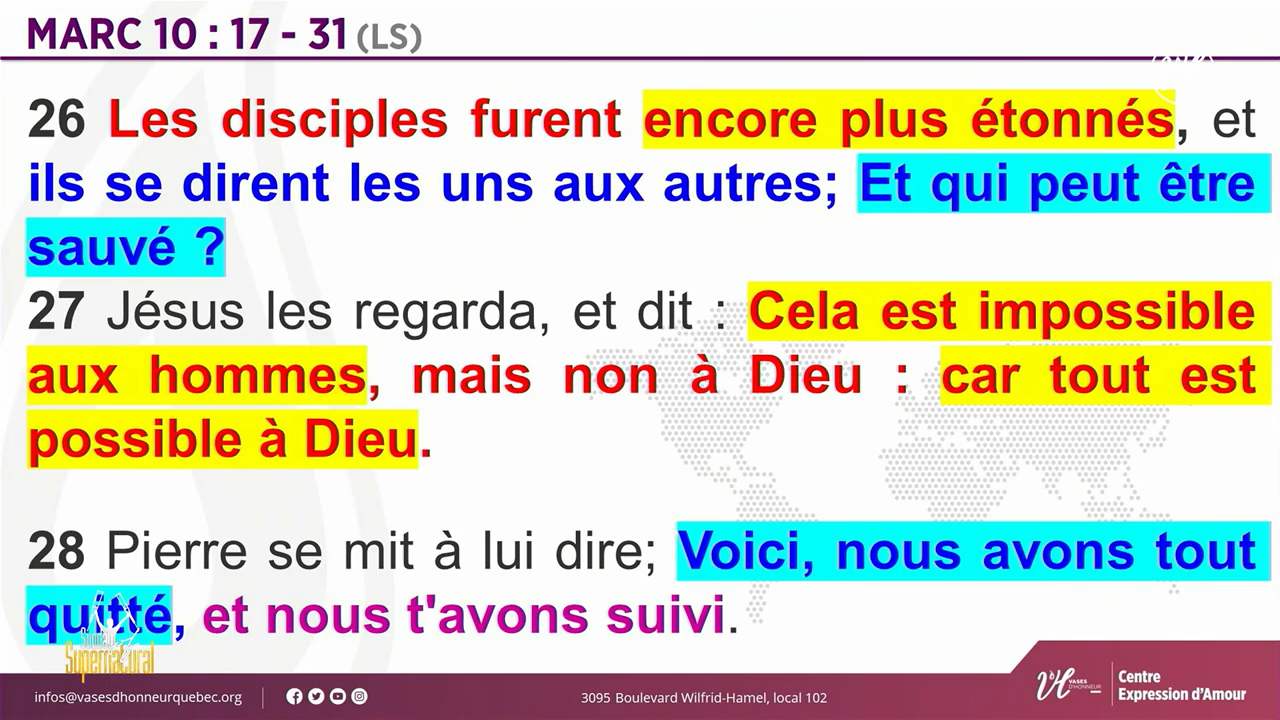 MARC 10 : 17 - 31 (LS)
26 Les disciples furent encore plus étonnés, et
ils se dirent les uns aux autres; Et qui peut être
sauvé ?
27 Jésus les regarda, et dit : Cela est impossible
aux hommes, mais non à Dieu : car tout est
possible à Dieu.
28 Pierre se mit à lui dire; Voici, nous avons tout
quitté, et nous t'avons suivi.
Supernatural
infos@vasesdhonneurquebec.org
3095 Boulevard Wilfrid-Hamel, local 102
VH VASES D'HONNEUR
Centre
Expression d'Amour